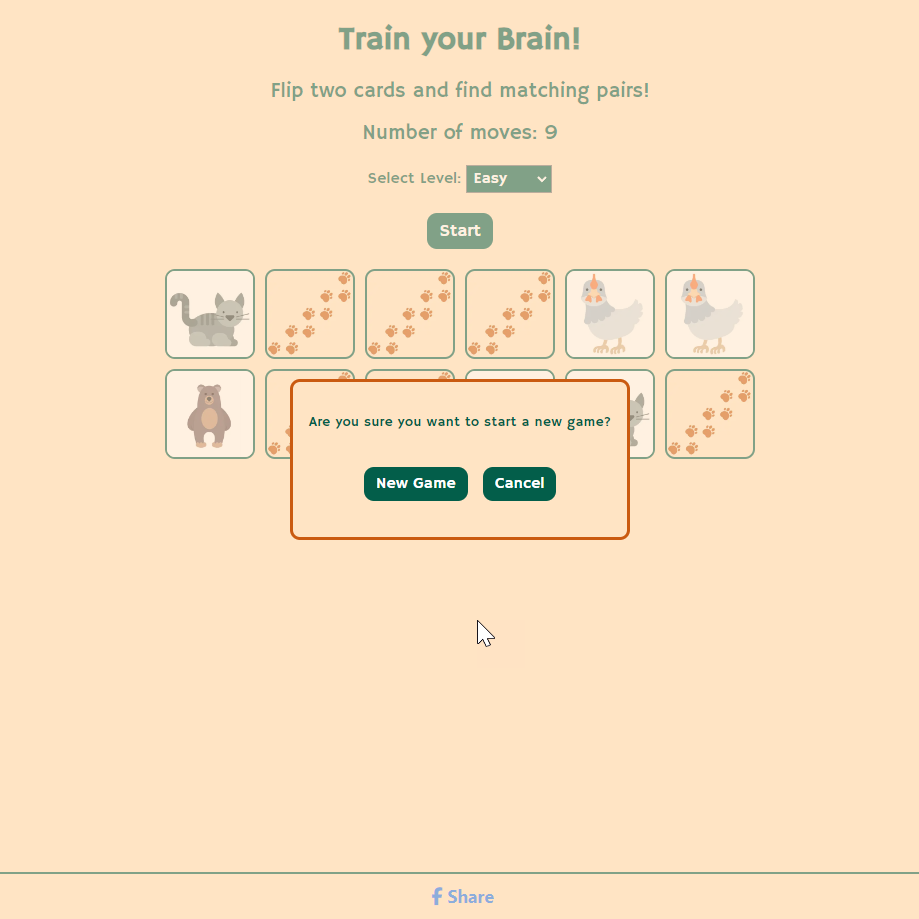 Train your Brain!
Flip two cards and find matching pairs!
Number of moves: 9
Select Level: Easy
Start
Are you sure you want to start a new game?
New Game Cancel
Share